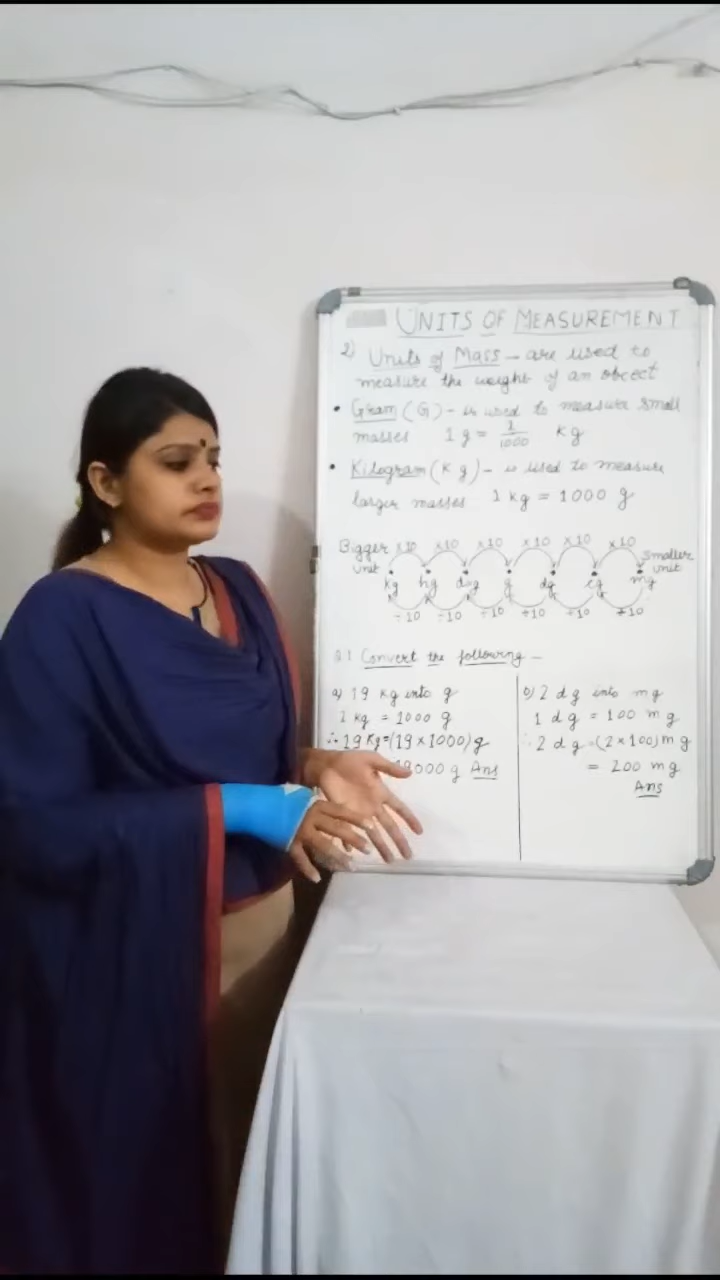 UNITS OF MEASUREMENT
2) Units of Mass - are used to
measure the weight of an object
• Gram (G) - is used to measure small
masses 1 g = 1/1000 kg
• Kilogram (Kg) - is used to measure
larger masses 1 kg = 1000 g
Bigger unit ×10 ×10 ×10 ×10 ×10 ×10 smaller unit
kg hg dag g dg cg mg
÷10 ÷10 ÷10 ÷10 ÷10 ÷10
Q.1 Convert the following -
a) 19 kg into g
1 kg = 1000 g
∴ 19 Kg = (19 × 1000) g
19000 g Ans
b) 2 dg into mg
1 dg = 100 mg
∴ 2 dg = (2 × 100) mg
= 200 mg
Ans